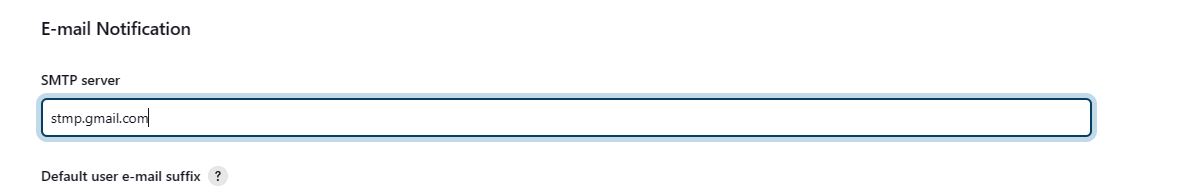 E-mail Notification
SMTP server
stmp.gmail.com
Default user e-mail suffix ?